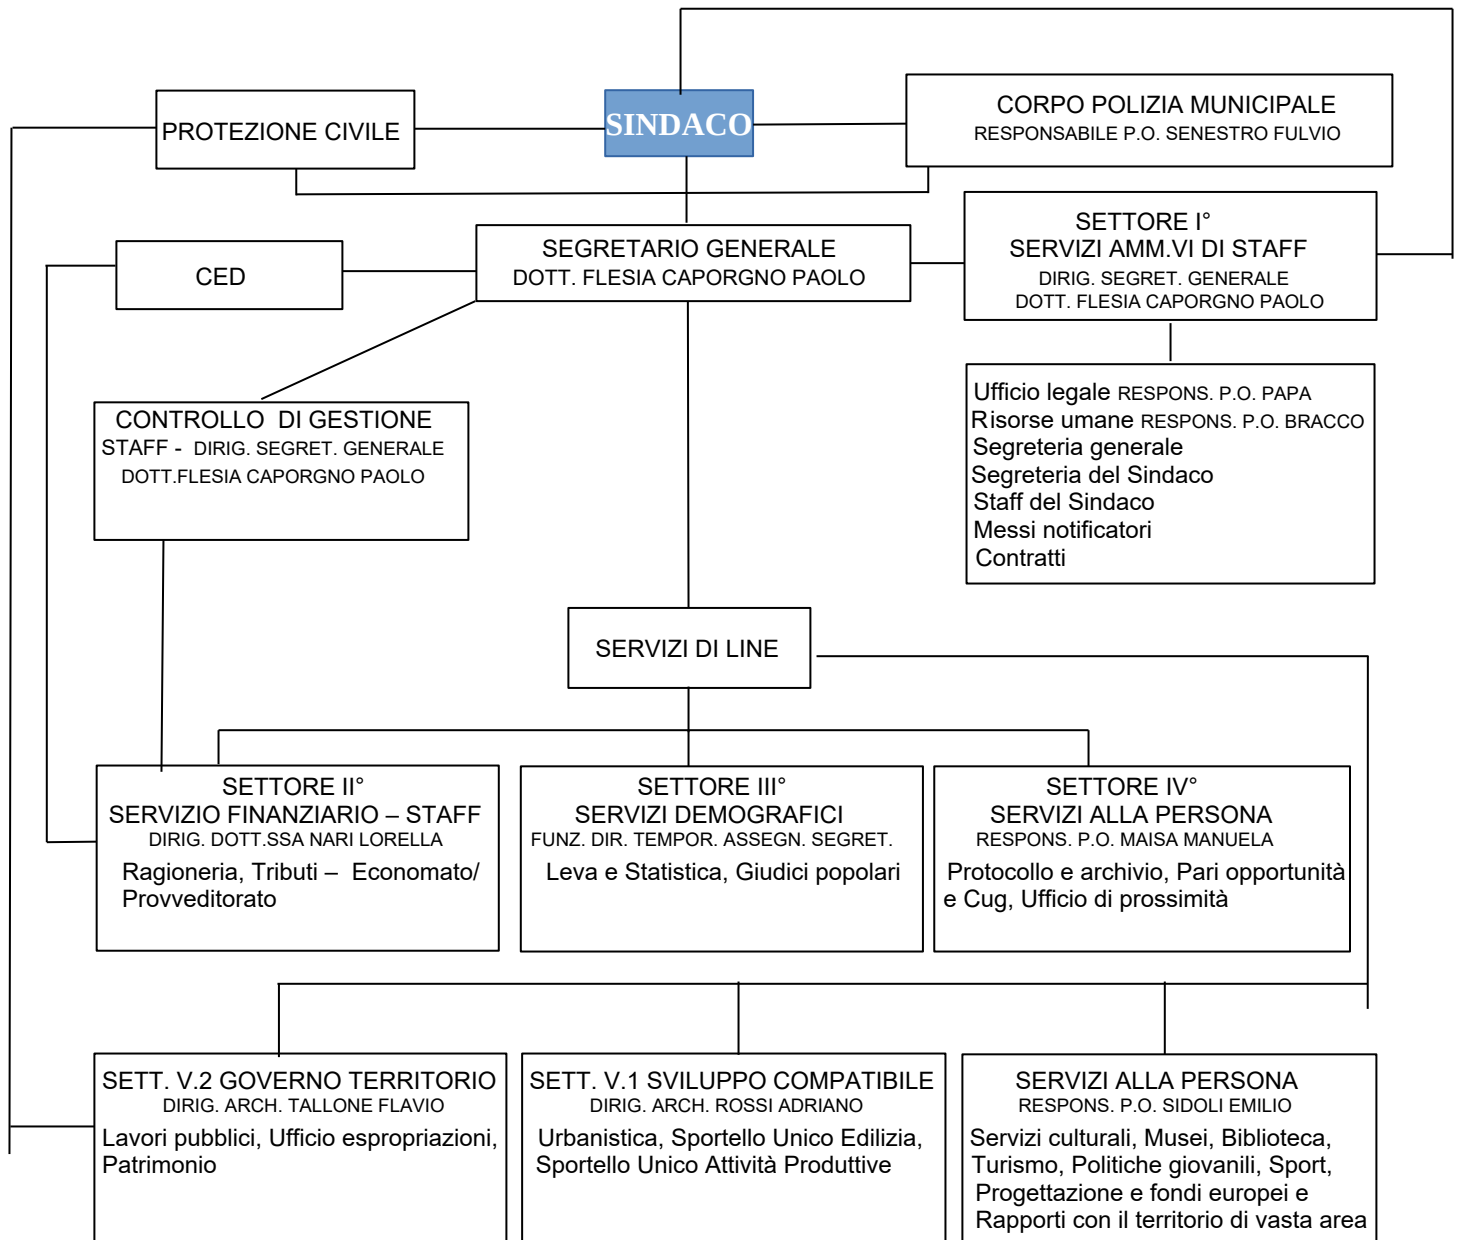 SINDACO
PROTEZIONE CIVILE
CORPO POLIZIA MUNICIPALE
RESPONSABILE P.O. SENESTRO FULVIO
SEGRETARIO GENERALE
DOTT. FLESIA CAPORGNO PAOLO
CED
SETTORE I°
SERVIZI AMM.VI DI STAFF
DIRIG. SEGRET. GENERALE
DOTT. FLESIA CAPORGNO PAOLO
Ufficio legale RESPONS. P.O. PAPA
Risorse umane RESPONS. P.O. BRACCO
Segreteria generale
Segreteria del Sindaco
Staff del Sindaco
Messi notificatori
Contratti
CONTROLLO DI GESTIONE
STAFF - DIRIG. SEGRET. GENERALE
DOTT.FLESIA CAPORGNO PAOLO
SERVIZI DI LINE
SETTORE II°
SERVIZIO FINANZIARIO – STAFF
DIRIG. DOTT.SSA NARI LORELLA
Ragioneria, Tributi – Economato/
Provveditorato
SETTORE III°
SERVIZI DEMOGRAFICI
FUNZ. DIR. TEMPOR. ASSEGN. SEGRET.
Leva e Statistica, Giudici popolari
SETTORE IV°
SERVIZI ALLA PERSONA
RESPONS. P.O. MAISA MANUELA
Protocollo e archivio, Pari opportunità
e Cug, Ufficio di prossimità
SETT. V.2 GOVERNO TERRITORIO
DIRIG. ARCH. TALLONE FLAVIO
Lavori pubblici, Ufficio espropriazioni,
Patrimonio
SETT. V.1 SVILUPPO COMPATIBILE
DIRIG. ARCH. ROSSI ADRIANO
Urbanistica, Sportello Unico Edilizia,
Sportello Unico Attività Produttive
SERVIZI ALLA PERSONA
RESPONS. P.O. SIDOLI EMILIO
Servizi culturali, Musei, Biblioteca,
Turismo, Politiche giovanili, Sport,
Progettazione e fondi europei e
Rapporti con il territorio di vasta area